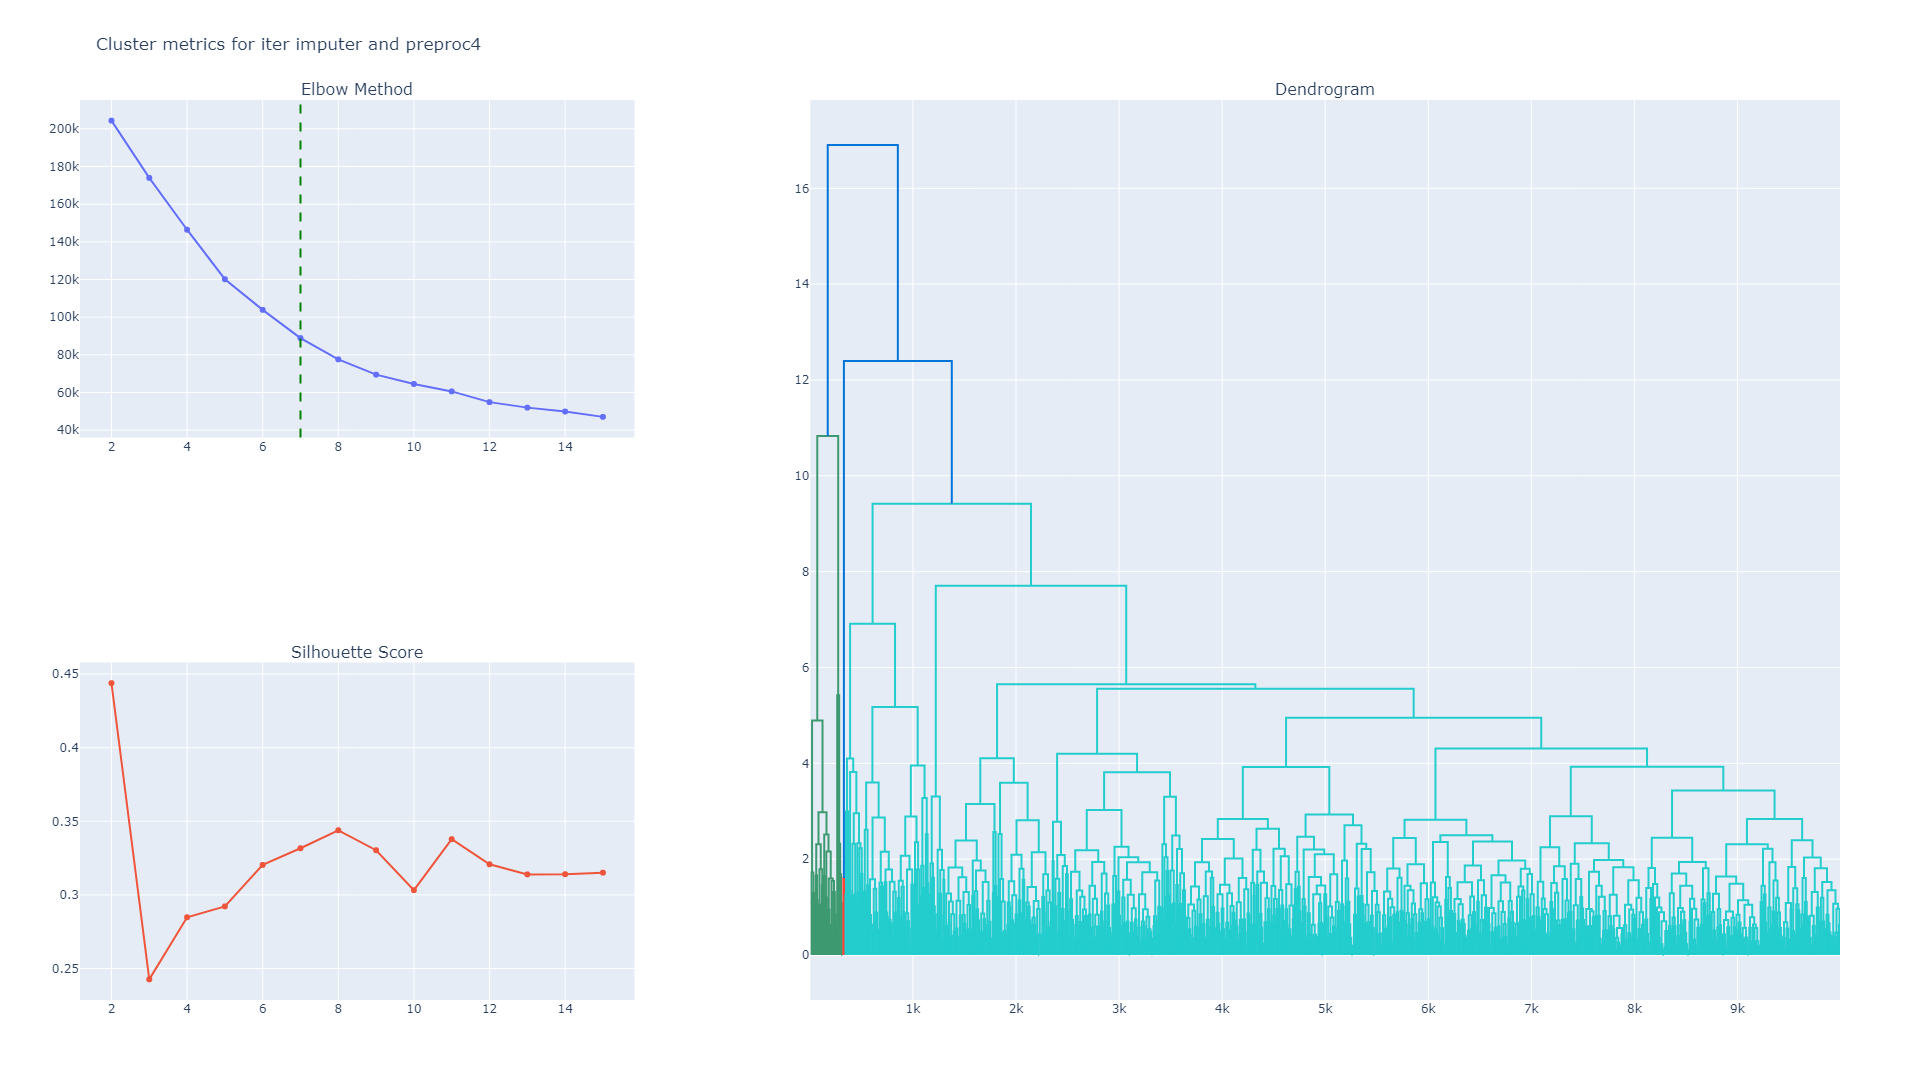 Cluster metrics for iter imputer and preproc4
Elbow Method
200k
180k
160k
140k
120k
100k
80k
60k
40k
2 4 6 8 10 12 14
Silhouette Score
0.45
0.4
0.35
0.3
0.25
2 4 6 8 10 12 14
Dendrogram
16
14
12
10
8
6
4
2
0
1k 2k 3k 4k 5k 6k 7k 8k 9k